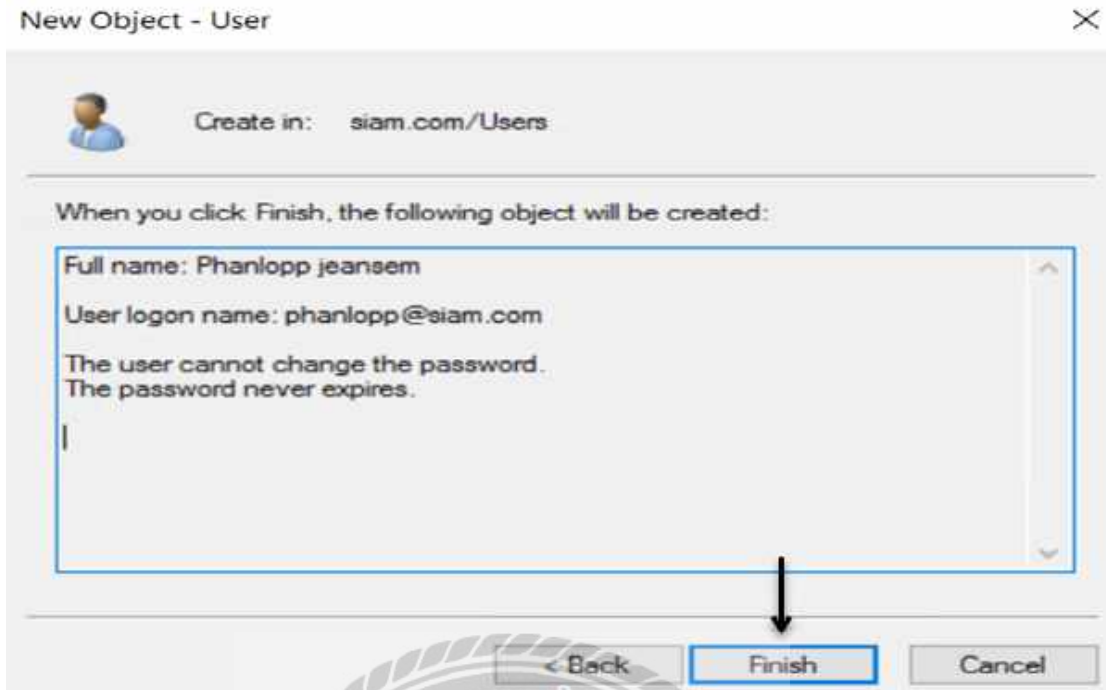 New Object - User
Create in: siam.com/Users
When you click Finish, the following object will be created:
Full name: Phanlopp jeansem
User logon name: phanlopp@siam.com
The user cannot change the password.
The password never expires.
< Back Finish Cancel